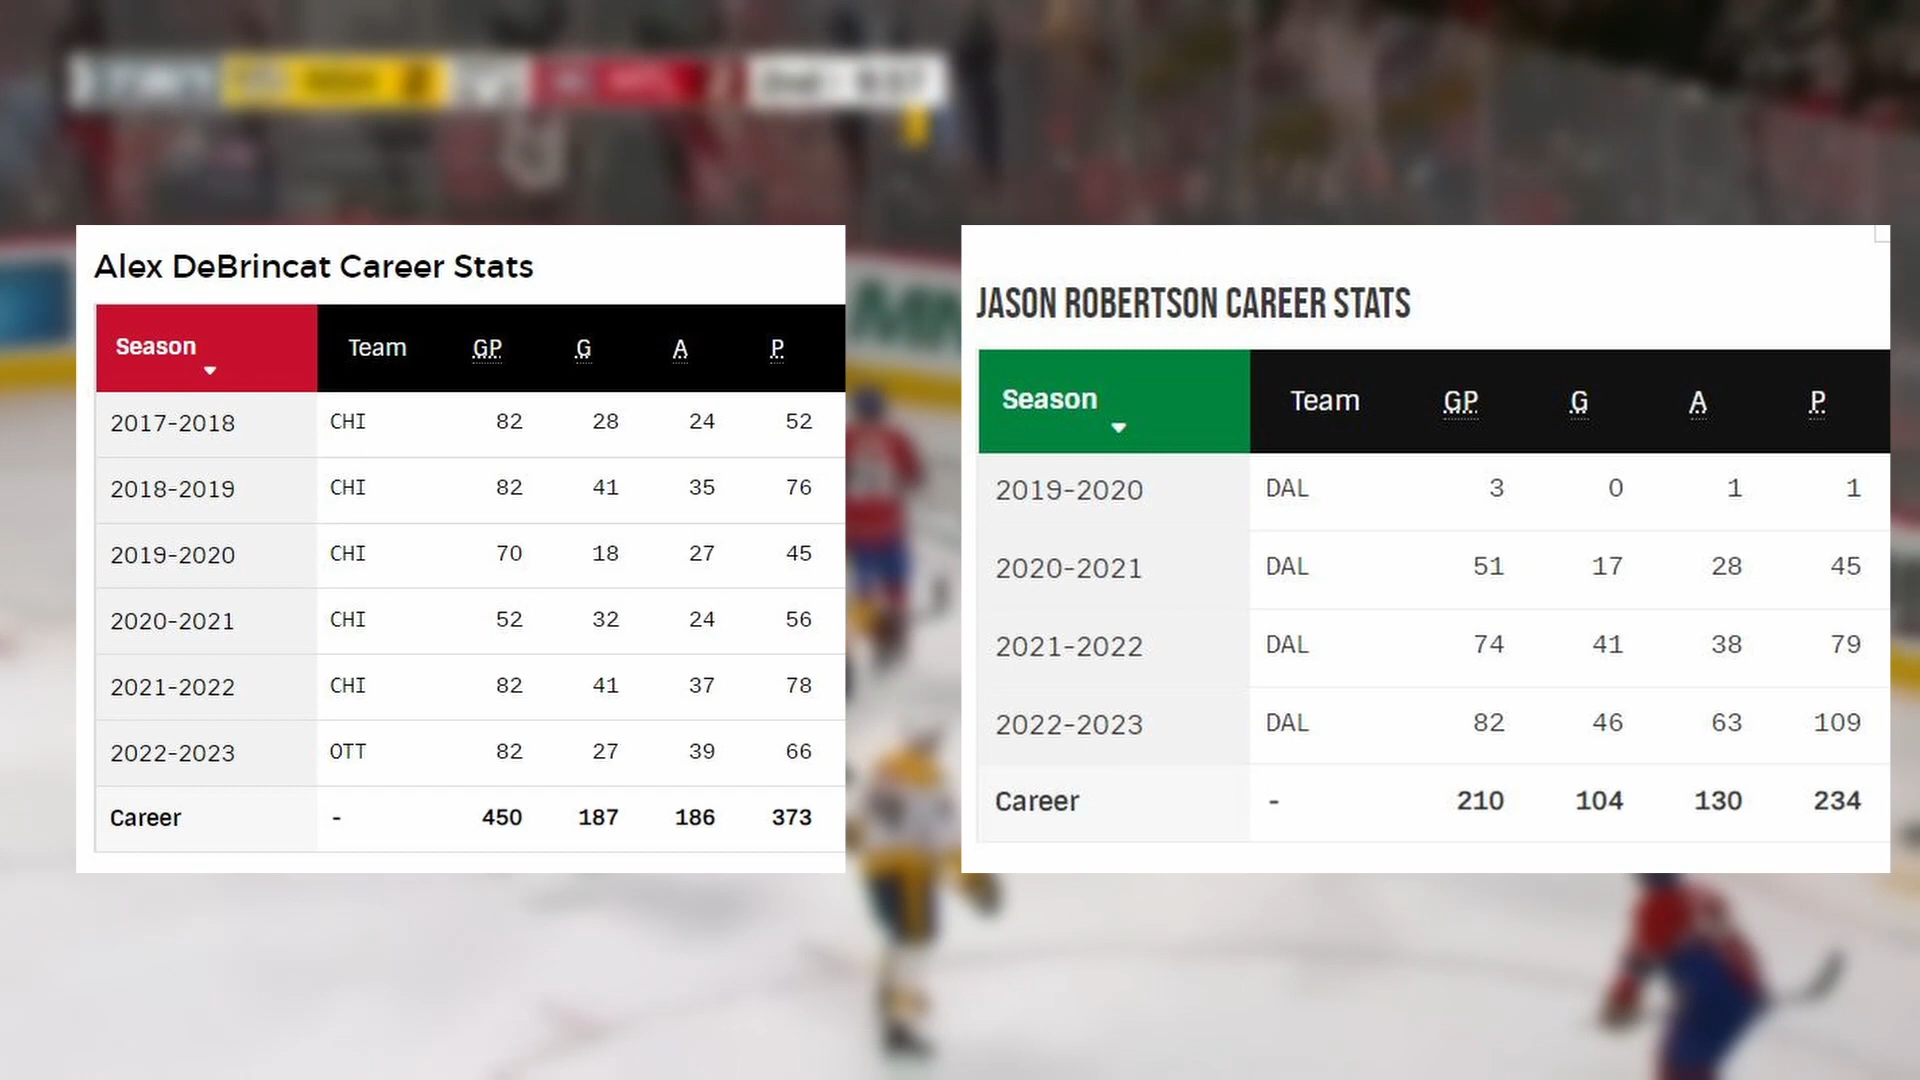 Alex DeBrincat Career Stats
Season Team GP G A P
2017-2018 CHI 82 28 24 52
2018-2019 CHI 82 41 35 76
2019-2020 CHI 70 18 27 45
2020-2021 CHI 52 32 24 56
2021-2022 CHI 82 41 37 78
2022-2023 OTT 82 27 39 66
Career - 450 187 186 373
JASON ROBERTSON CAREER STATS
Season Team GP G A P
2019-2020 DAL 3 0 1 1
2020-2021 DAL 51 17 28 45
2021-2022 DAL 74 41 38 79
2022-2023 DAL 82 46 63 109
Career - 210 104 130 234